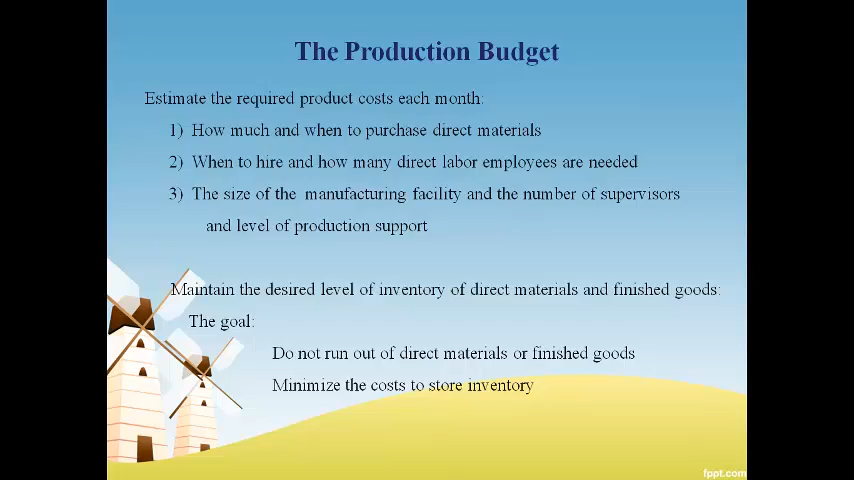 The Production Budget
Estimate the required product costs each month:
1) How much and when to purchase direct materials
2) When to hire and how many direct labor employees are needed
3) The size of the manufacturing facility and the number of supervisors
and level of production support
Maintain the desired level of inventory of direct materials and finished goods:
The goal:
Do not run out of direct materials or finished goods
Minimize the costs to store inventory
fppt.com